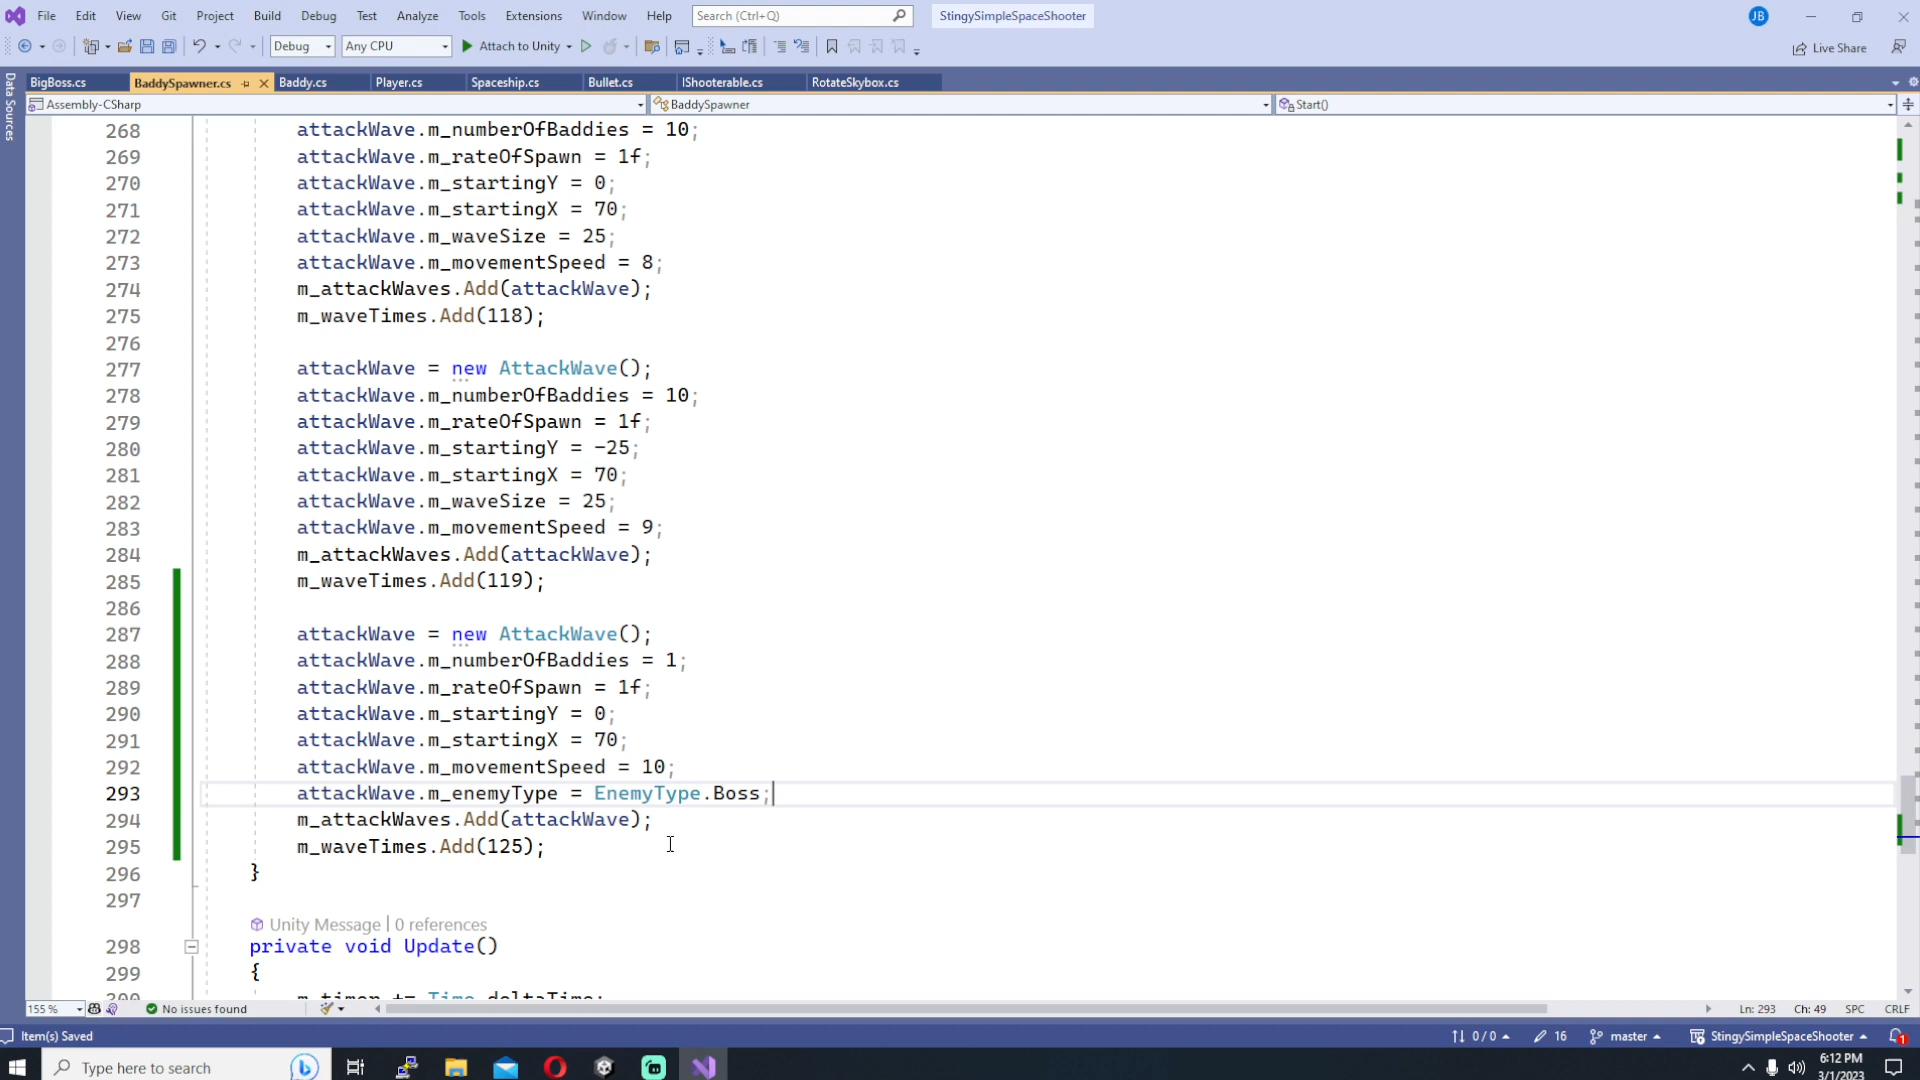 File Edit View Git Project Build Debug Test Analyze Tools Extensions Window Help Search (Ctrl+Q) StingySimpleSpaceShooter JB
Debug Any CPU Attach to Unity Live Share
Data Sources
BigBoss.cs BaddySpawner.cs Baddy.cs Player.cs Spaceship.cs Bullet.cs IShooterable.cs RotateSkybox.cs
Assembly-CSharp BaddySpawner Start()
268 attackWave.m_numberOfBaddies = 10;
269 attackWave.m_rateOfSpawn = 1f;
270 attackWave.m_startingY = 0;
271 attackWave.m_startingX = 70;
272 attackWave.m_waveSize = 25;
273 attackWave.m_movementSpeed = 8;
274 m_attackWaves.Add(attackWave);
275 m_waveTimes.Add(118);
276
277 attackWave = new AttackWave();
278 attackWave.m_numberOfBaddies = 10;
279 attackWave.m_rateOfSpawn = 1f;
280 attackWave.m_startingY = -25;
281 attackWave.m_startingX = 70;
282 attackWave.m_waveSize = 25;
283 attackWave.m_movementSpeed = 9;
284 m_attackWaves.Add(attackWave);
285 m_waveTimes.Add(119);
286
287 attackWave = new AttackWave();
288 attackWave.m_numberOfBaddies = 1;
289 attackWave.m_rateOfSpawn = 1f;
290 attackWave.m_startingY = 0;
291 attackWave.m_startingX = 70;
292 attackWave.m_movementSpeed = 10;
293 attackWave.m_enemyType = EnemyType.Boss;
294 m_attackWaves.Add(attackWave);
295 m_waveTimes.Add(125);
296 }
297
Unity Message | 0 references
298 private void Update()
299 {
300 m_timer += Time.deltaTime;
155 % No issues found Ln: 293 Ch: 49 SPC CRLF
Item(s) Saved 0 / 0 16 master StingySimpleSpaceShooter 1
Type here to search 6:12 PM
3/1/2023